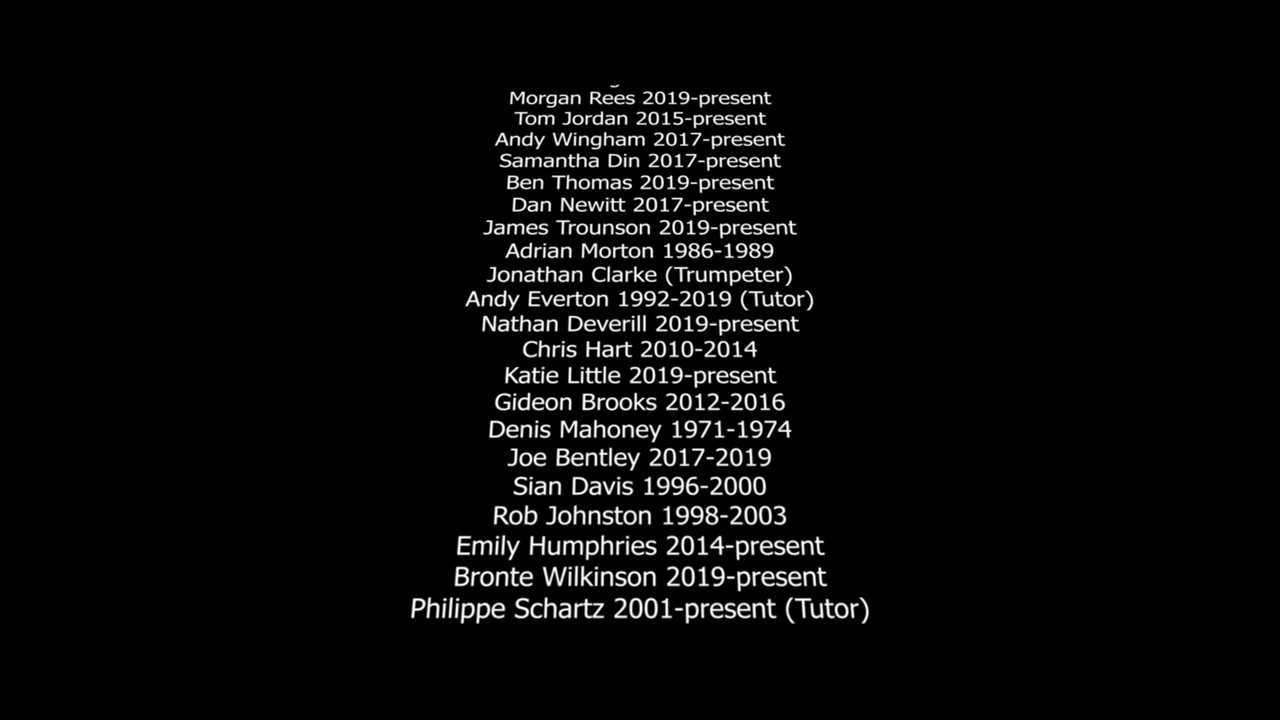 Morgan Rees 2019-present
Tom Jordan 2015-present
Andy Wingham 2017-present
Samantha Din 2017-present
Ben Thomas 2019-present
Dan Newitt 2017-present
James Trounson 2019-present
Adrian Morton 1986-1989
Jonathan Clarke (Trumpeter)
Andy Everton 1992-2019 (Tutor)
Nathan Deverill 2019-present
Chris Hart 2010-2014
Katie Little 2019-present
Gideon Brooks 2012-2016
Denis Mahoney 1971-1974
Joe Bentley 2017-2019
Sian Davis 1996-2000
Rob Johnston 1998-2003
Emily Humphries 2014-present
Bronte Wilkinson 2019-present
Philippe Schartz 2001-present (Tutor)